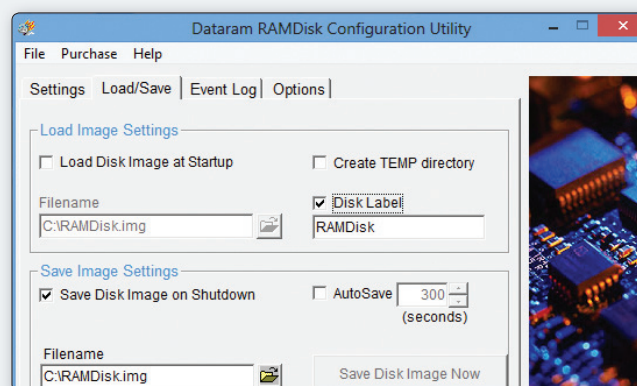 Dataram RAMDisk Configuration Utility
File Purchase Help
Settings Load/Save Event Log Options
Load Image Settings
Load Disk Image at Startup Create TEMP directory
Filename Disk Label
C:\RAMDisk.img RAMDisk
Save Image Settings
Save Disk Image on Shutdown AutoSave 300
(seconds)
Filename
C:\RAMDisk.img Save Disk Image Now